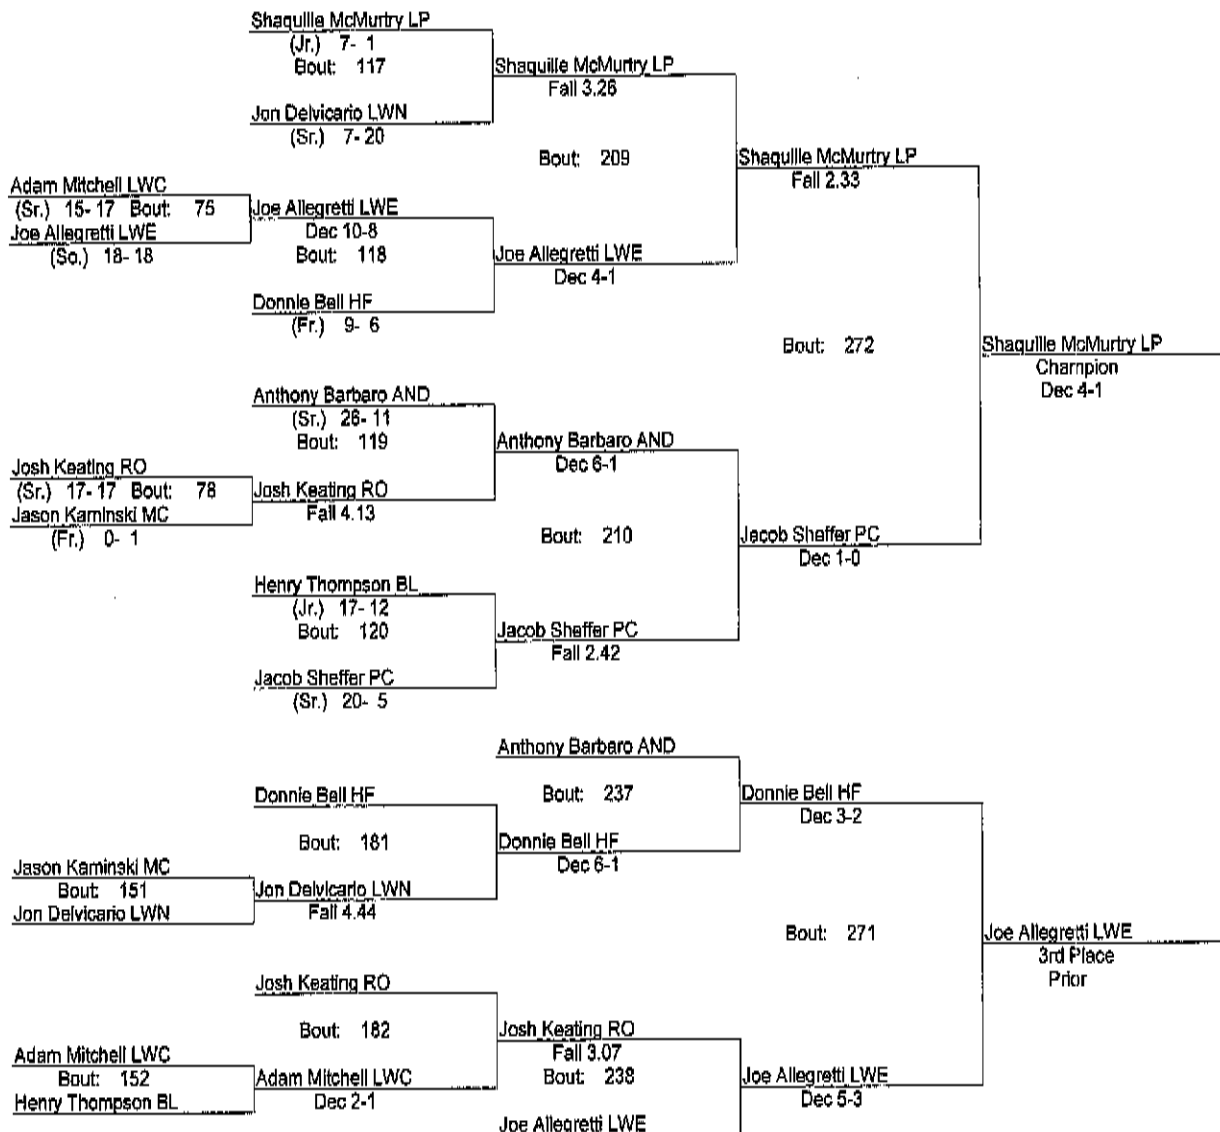 Shaquille McMurtry LP
(Jr.) 7- 1
Bout: 117
Shaquille McMurtry LP
Fall 3.26
Jon Delvicario LWN
(Sr.) 7- 20
Bout: 209
Shaquille McMurtry LP
Fall 2.33
Adam Mitchell LWC
(Sr.) 15- 17 Bout: 75
Joe Allegretti LWE
(So.) 18- 18
Joe Allegretti LWE
Dec 10-8
Bout: 118
Joe Allegretti LWE
Dec 4-1
Donnie Bell HF
(Fr.) 9- 6
Bout: 272
Shaquille McMurtry LP
Champion
Dec 4-1
Anthony Barbaro AND
(Sr.) 26- 11
Bout: 119
Anthony Barbaro AND
Dec 6-1
Josh Keating RO
(Sr.) 17- 17 Bout: 78
Jason Kaminski MC
(Fr.) 0- 1
Josh Keating RO
Fall 4.13
Bout: 210
Jacob Sheffer PC
Dec 1-0
Henry Thompson BL
(Jr.) 17- 12
Bout: 120
Jacob Sheffer PC
Fall 2.42
Jacob Sheffer PC
(Sr.) 20- 5
Anthony Barbaro AND
Bout: 237
Donnie Bell HF
Dec 3-2
Donnie Bell HF
Bout: 181
Donnie Bell HF
Dec 6-1
Jason Kaminski MC
Bout: 151
Jon Delvicario LWN
Jon Delvicario LWN
Fall 4.44
Bout: 271
Joe Allegretti LWE
3rd Place
Prior
Josh Keating RO
Bout: 182
Josh Keating RO
Fall 3.07
Bout: 238
Adam Mitchell LWC
Bout: 152
Henry Thompson BL
Adam Mitchell LWC
Dec 2-1
Joe Allegretti LWE
Dec 5-3
Joe Allegretti LWE